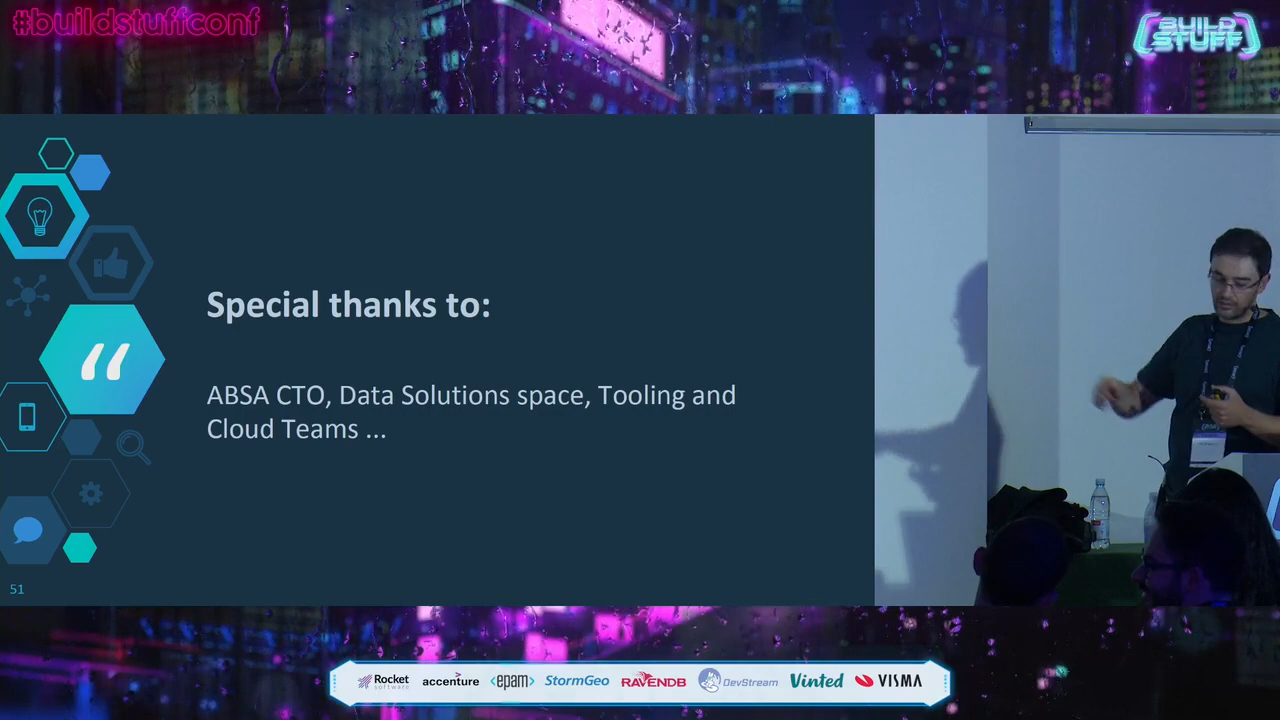 #buildstuffconf
BUILD
STUFF
Special thanks to:
ABSA CTO, Data Solutions space, Tooling and
Cloud Teams ...
51
Rocket
software
accenture
<epam>
StormGeo
RAVENDB
DevStream
Vinted
VISMA